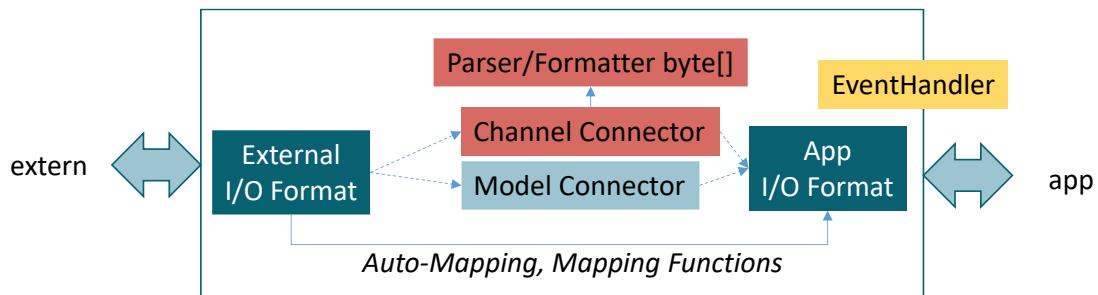 Parser/Formatter byte[]
EventHandler
Channel Connector
extern
External
I/O Format
Model Connector
App
I/O Format
app
Auto-Mapping, Mapping Functions